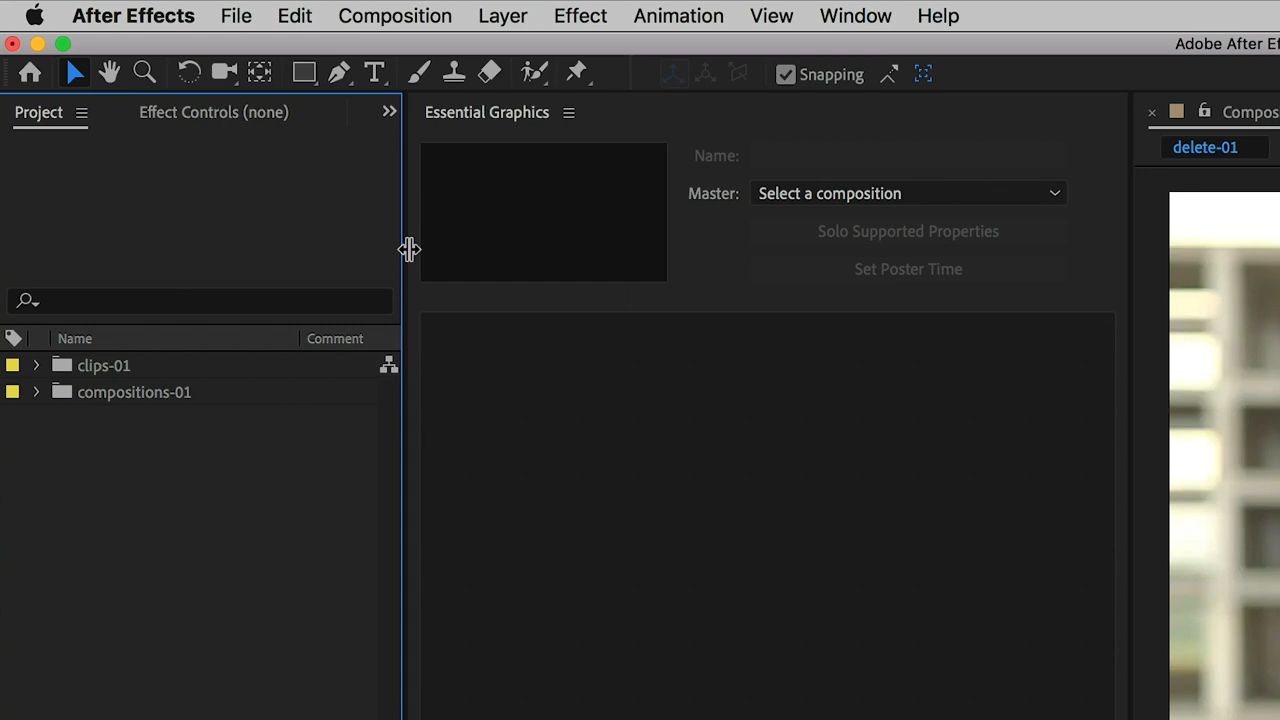 After Effects File Edit Composition Layer Effect Animation View Window Help
Adobe After Ef
Snapping
Project Effect Controls (none) Essential Graphics Compos
delete-01
Name:
Master: Select a composition
Solo Supported Properties
Set Poster Time
Name Comment
clips-01
compositions-01